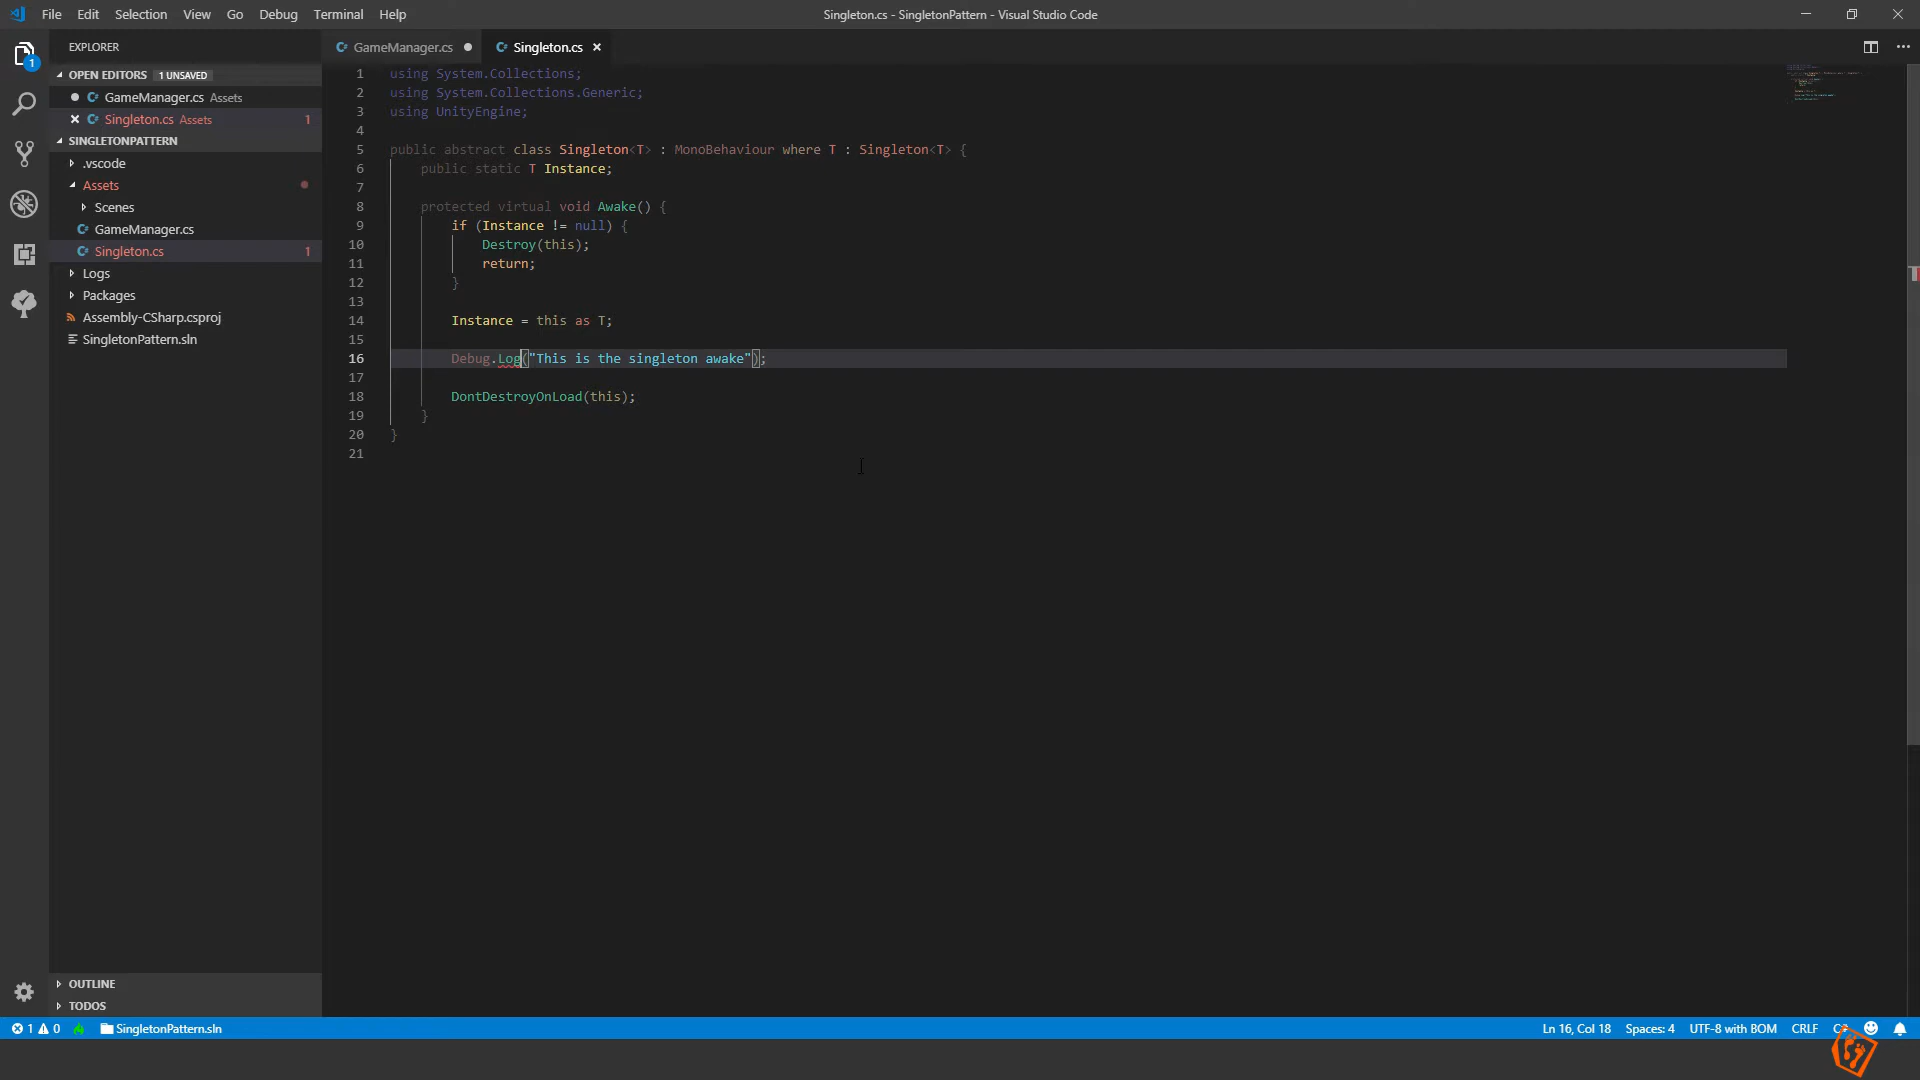 File Edit Selection View Go Debug Terminal Help
Singleton.cs - SingletonPattern - Visual Studio Code
EXPLORER
OPEN EDITORS 1 UNSAVED
GameManager.cs Assets
Singleton.cs Assets 1
SINGLETONPATTERN
.vscode
Assets
Scenes
GameManager.cs
Singleton.cs 1
Logs
Packages
Assembly-CSharp.csproj
SingletonPattern.sln
OUTLINE
TODOS
1
GameManager.cs
Singleton.cs
1 using System.Collections;
2 using System.Collections.Generic;
3 using UnityEngine;
4
5 public abstract class Singleton<T> : MonoBehaviour where T : Singleton<T> {
6 public static T Instance;
7
8 protected virtual void Awake() {
9 if (Instance != null) {
10 Destroy(this);
11 return;
12 }
13
14 Instance = this as T;
15
16 Debug.Log("This is the singleton awake");
17
18 DontDestroyOnLoad(this);
19 }
20 }
21
1 0 SingletonPattern.sln
Ln 16, Col 18 Spaces: 4 UTF-8 with BOM CRLF